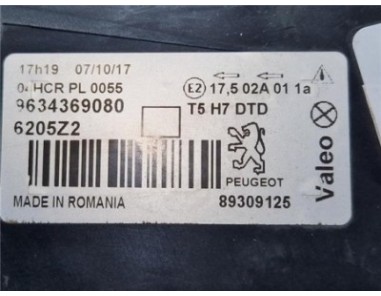 17h19 07/10/17
HCR PL 0055
E2 17,5 02A 01 1a
9634369080
T5 H7 DTD
6205Z2
PEUGEOT
Valeo
MADE IN ROMANIA
89309125